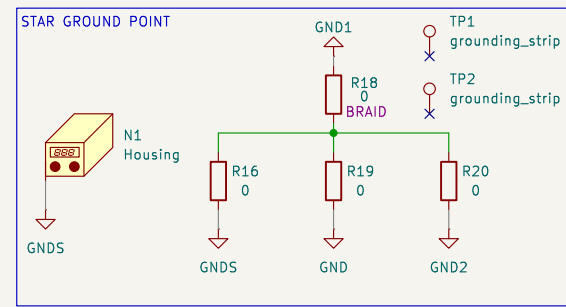 STAR GROUND POINT
GND1
TP1
grounding_strip
R18
0
BRAID
TP2
grounding_strip
N1
Housing
888
R16
0
R19
0
R20
0
GNDS
GNDS
GND
GND2